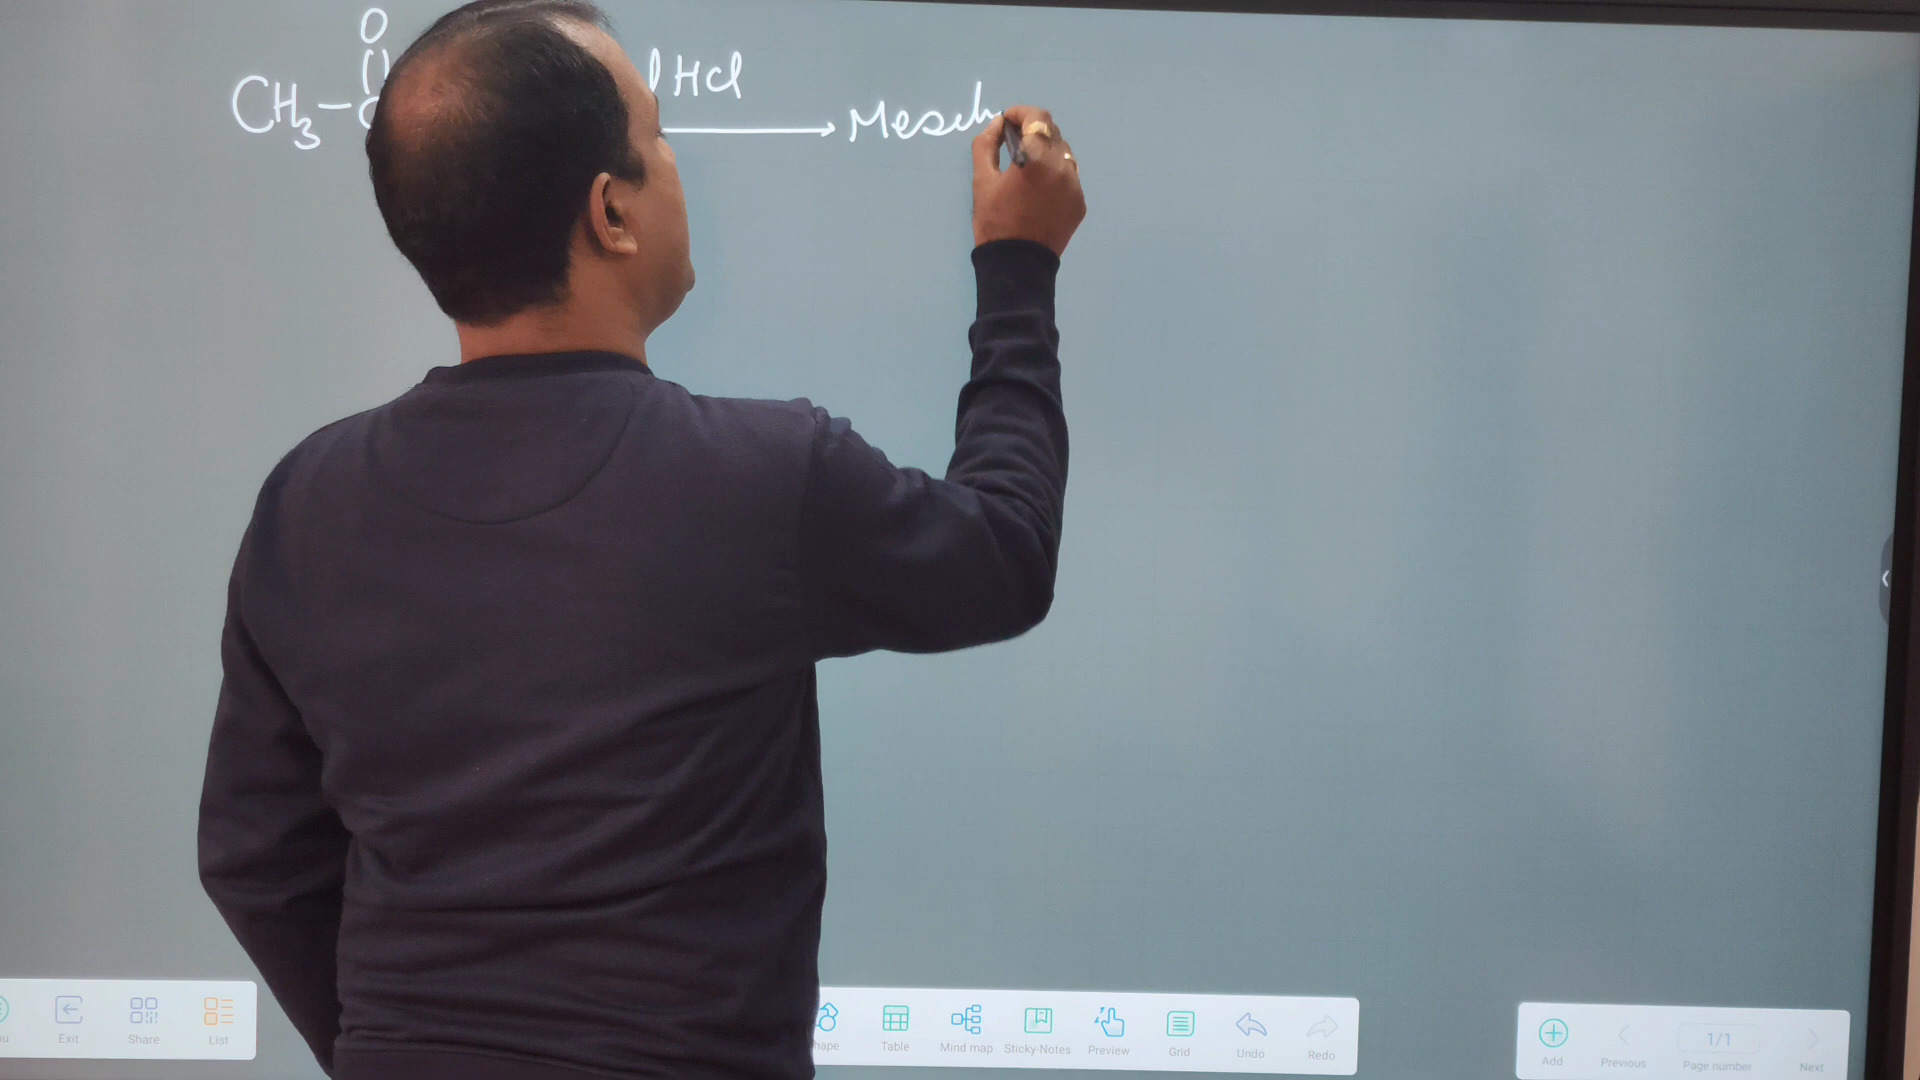 O
CH3-C
HCl
Mesch
Exit
Share
List
Table
Mind map
Sticky-Notes
Preview
Grid
Undo
Redo
Add
Previous
1/1
Page number
Next